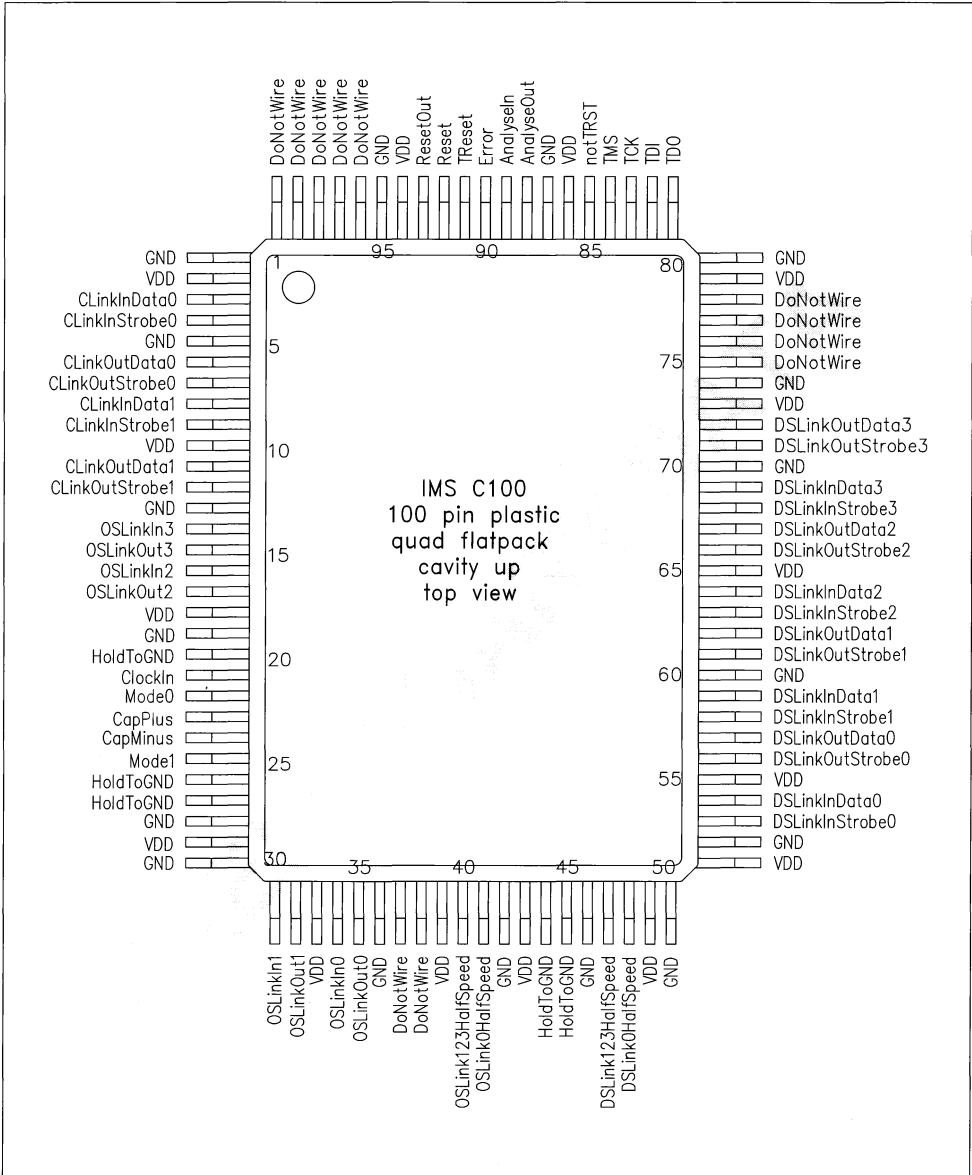 DoNotWire
DoNotWire
DoNotWire
DoNotWire
DoNotWire
GND
VDD
ResetOut
Reset
TReset
Error
AnalyseIn
AnalyseOut
GND
VDD
notTRST
TMS
TCK
TDI
TDO
95
90
85
1
80
5
75
10
70
15
65
20
60
25
55
30
35
40
45
50
GND
VDD
CLinkInData0
CLinkInStrobe0
GND
CLinkOutData0
CLinkOutStrobe0
CLinkInData1
CLinkInStrobe1
VDD
CLinkOutData1
CLinkOutStrobe1
GND
OSLinkIn3
OSLinkOut3
OSLinkIn2
OSLinkOut2
VDD
GND
HoldToGND
ClockIn
Mode0
CapPlus
CapMinus
Mode1
HoldToGND
HoldToGND
GND
VDD
GND
IMS C100
100 pin plastic
quad flatpack
cavity up
top view
GND
VDD
DoNotWire
DoNotWire
DoNotWire
DoNotWire
GND
VDD
DSLinkOutData3
DSLinkOutStrobe3
GND
DSLinkInData3
DSLinkInStrobe3
DSLinkOutData2
DSLinkOutStrobe2
VDD
DSLinkInData2
DSLinkInStrobe2
DSLinkOutData1
DSLinkOutStrobe1
GND
DSLinkInData1
DSLinkInStrobe1
DSLinkOutData0
DSLinkOutStrobe0
VDD
DSLinkInData0
DSLinkInStrobe0
GND
VDD
OSLinkIn1
OSLinkOut1
VDD
OSLinkIn0
OSLinkOut0
GND
DoNotWire
DoNotWire
VDD
OSLink123HalfSpeed
OSLink0HalfSpeed
GND
VDD
HoldToGND
HoldToGND
GND
DSLink123HalfSpeed
DSLink0HalfSpeed
VDD
GND